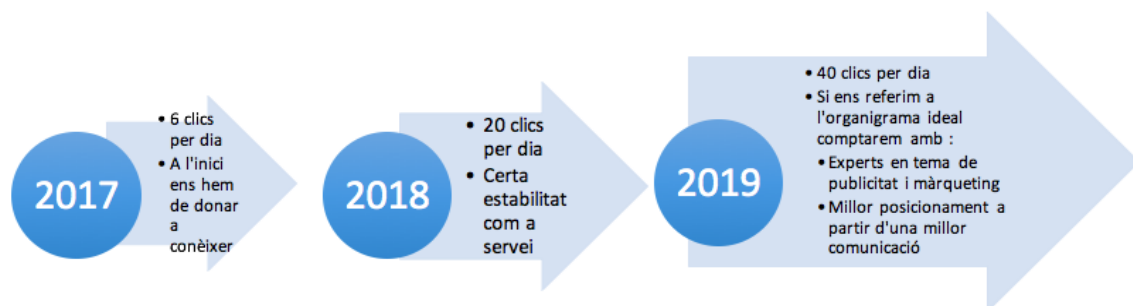 2017
• 6 clics
per dia
• A l'inici
ens hem
de donar
a
conèixer
2018
• 20 clics
per dia
• Certa
estabilitat
com a
servei
2019
• 40 clics per dia
• Si ens referim a
l'organigrama ideal
comptarem amb :
• Experts en tema de
publicitat i màrqueting
• Millor posicionament a
partir d'una millor
comunicació